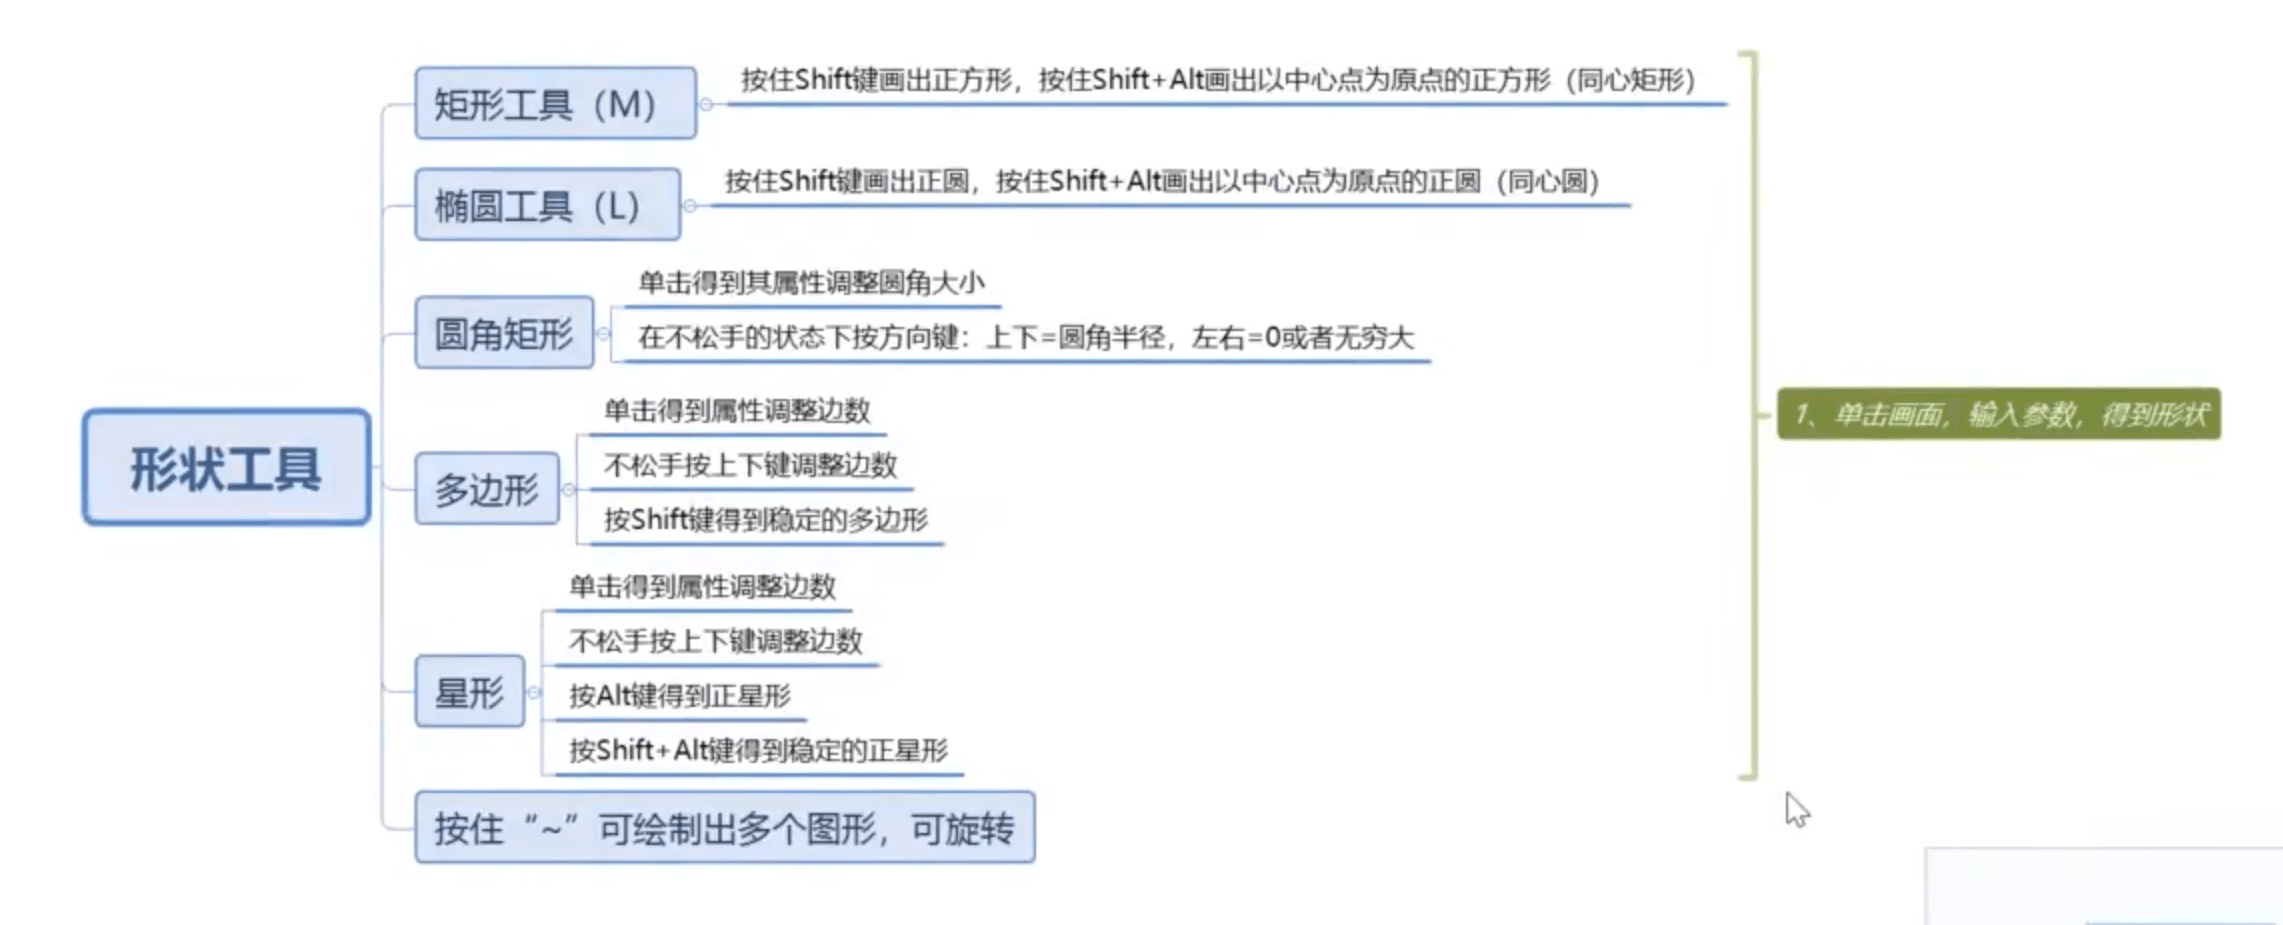 形状工具
矩形工具（M）
按住Shift键画出正方形，按住Shift+Alt画出以中心点为原点的正方形（同心矩形）
椭圆工具（L）
按住Shift键画出正圆，按住Shift+Alt画出以中心点为原点的正圆（同心圆）
圆角矩形
单击得到其属性调整圆角大小
在不松手的状态下按方向键：上下=圆角半径，左右=0或者无穷大
多边形
单击得到属性调整边数
不松手按上下键调整边数
按Shift键得到稳定的多边形
星形
单击得到属性调整边数
不松手按上下键调整边数
按Alt键得到正星形
按Shift+Alt键得到稳定的正星形
按住“~”可绘制出多个图形，可旋转
1、单击画面，输入参数，得到形状